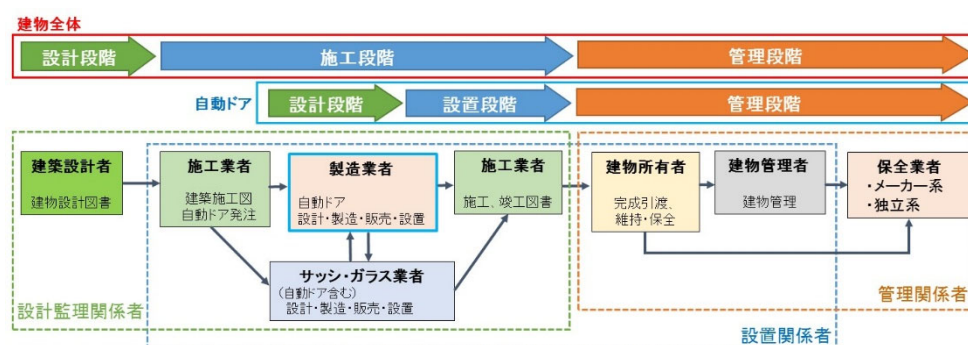 建物全体
設計段階
施工段階
管理段階
自動ドア
設計段階
設置段階
管理段階
建築設計者
建物設計図書
施工業者
建築施工図
自動ドア発注
製造業者
自動ドア
設計・製造・販売・設置
施工業者
施工、竣工図書
建物所有者
完成引渡、
維持・保全
建物管理者
建物管理
保全業者
・メーカー系
・独立系
サッシ・ガラス業者
(自動ドア含む)
設計・製造・販売・設置
設計監理関係者
管理関係者
設置関係者